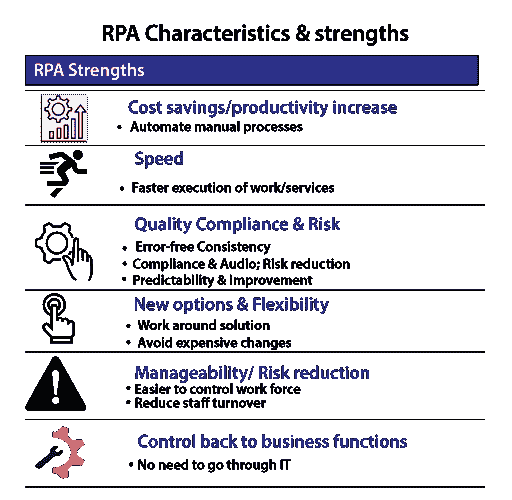 RPA Characteristics & strengths
RPA Strengths
Cost savings/productivity increase
• Automate manual processes
Speed
• Faster execution of work/services
Quality Compliance & Risk
• Error-free Consistency
• Compliance & Audio; Risk reduction
• Predictability & Improvement
New options & Flexibility
• Work around solution
• Avoid expensive changes
Manageability/ Risk reduction
• Easier to control work force
• Reduce staff turnover
Control back to business functions
• No need to go through IT